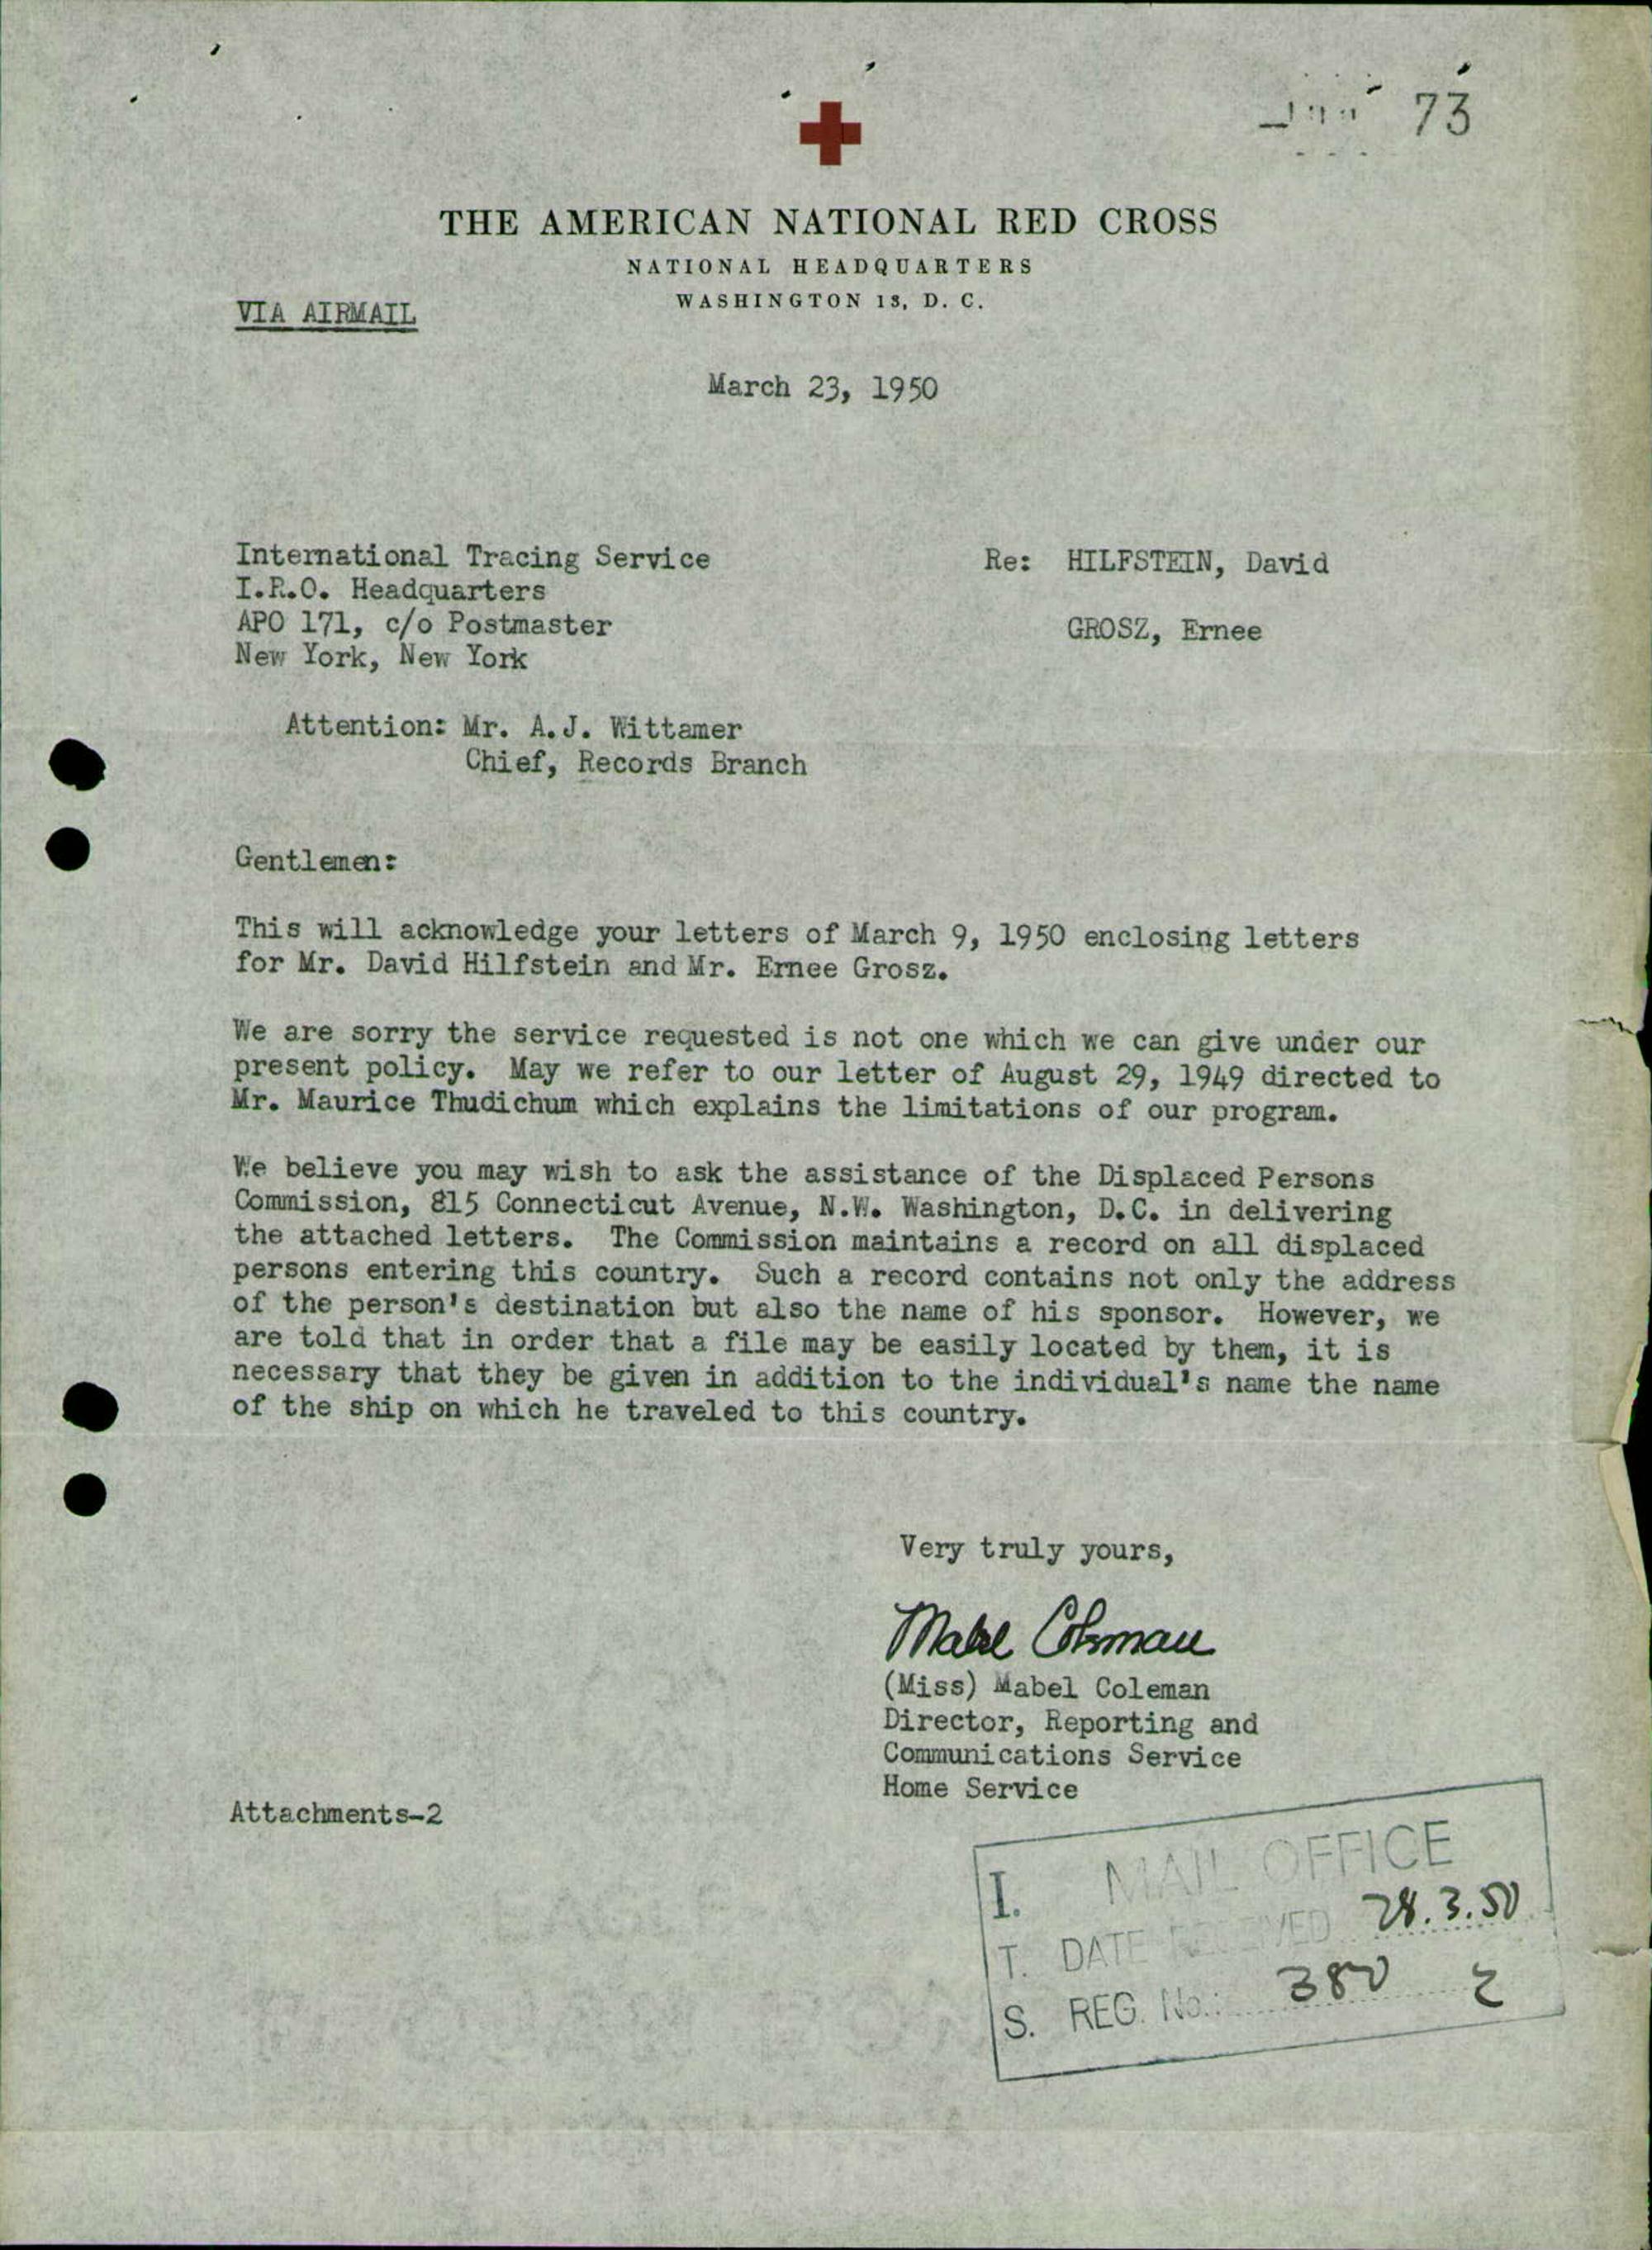 73
THE AMERICAN NATIONAL RED CROSS
NATIONAL HEADQUARTERS
WASHINGTON 13, D. C.
VIA AIRMAIL
March 23, 1950
International Tracing Service
I.R.O. Headquarters
APO 171, c/o Postmaster
New York, New York
Re: HILFSTEIN, David
GROSZ, Ernee
Attention: Mr. A.J. Wittamer
Chief, Records Branch
Gentlemen:
This will acknowledge your letters of March 9, 1950 enclosing letters
for Mr. David Hilfstein and Mr. Ernee Grosz.
We are sorry the service requested is not one which we can give under our
present policy. May we refer to our letter of August 29, 1949 directed to
Mr. Maurice Thudichum which explains the limitations of our program.
We believe you may wish to ask the assistance of the Displaced Persons
Commission, 815 Connecticut Avenue, N.W. Washington, D.C. in delivering
the attached letters. The Commission maintains a record on all displaced
persons entering this country. Such a record contains not only the address
of the person's destination but also the name of his sponsor. However, we
are told that in order that a file may be easily located by them, it is
necessary that they be given in addition to the individual's name the name
of the ship on which he traveled to this country.
Very truly yours,
Mabel Coleman
(Miss) Mabel Coleman
Director, Reporting and
Communications Service
Home Service
Attachments-2
I. MAIL OFFICE
T. DATE RECEIVED 28.3.50
S. REG. No.: 380